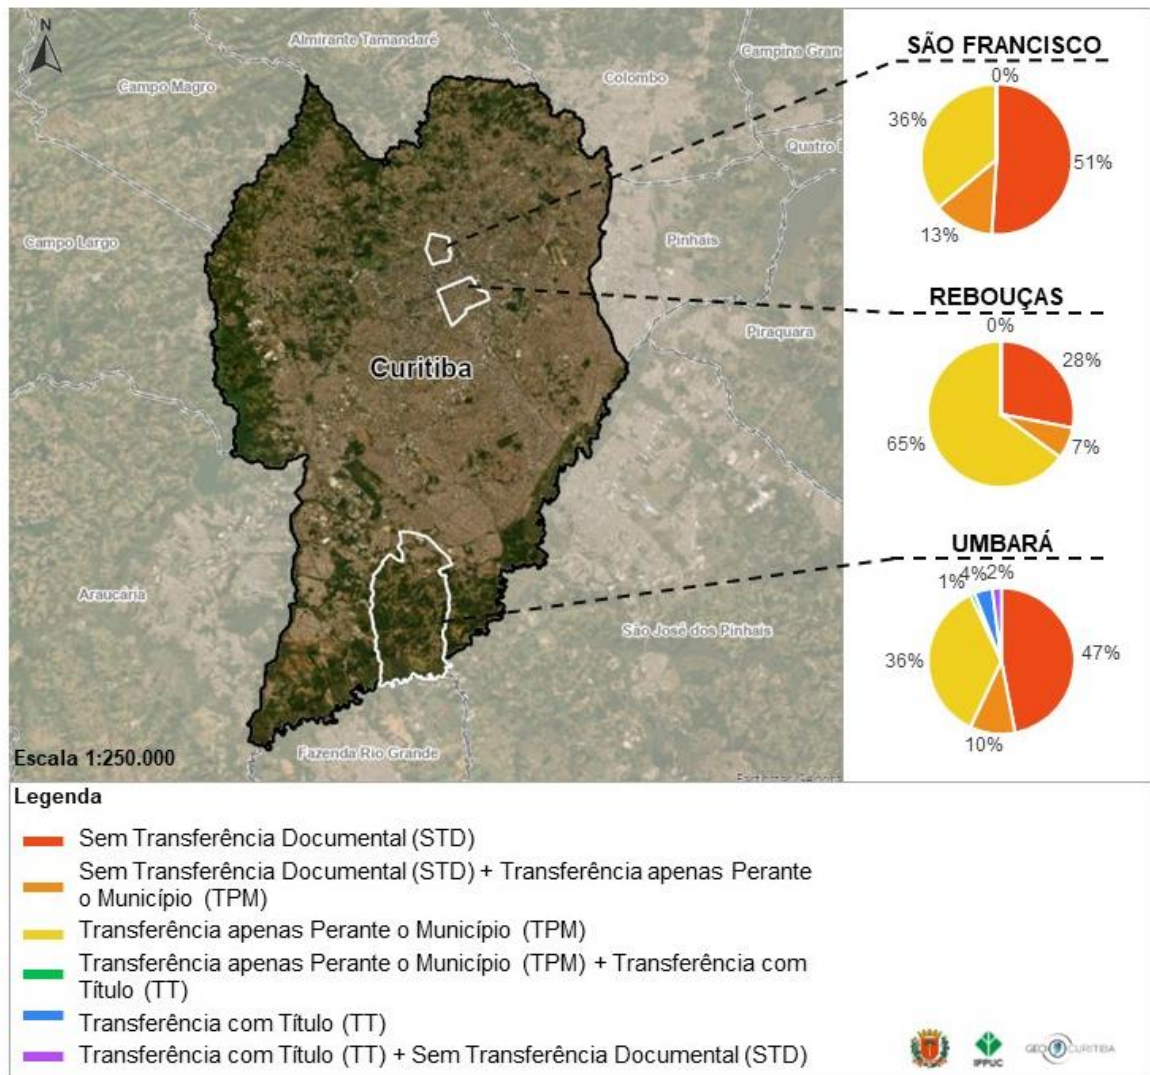 N
Almirante Tamandaré
Campo Magro
Colombo
Campina Gran
Quatro
Campo Largo
Pinhais
Piraquara
Curitiba
Araucária
São José dos Pinhais
Fazenda Rio Grande
Escala 1:250.000
SÃO FRANCISCO
0%
36%
51%
13%
REBOUÇAS
0%
28%
65%
7%
UMBARÁ
1%
4%
2%
36%
47%
10%
Legenda
Sem Transferência Documental (STD)
Sem Transferência Documental (STD) + Transferência apenas Perante
o Município (TPM)
Transferência apenas Perante o Município (TPM)
Transferência apenas Perante o Município (TPM) + Transferência com
Título (TT)
Transferência com Título (TT)
Transferência com Título (TT) + Sem Transferência Documental (STD)
IPPUC
GEO CURITIBA